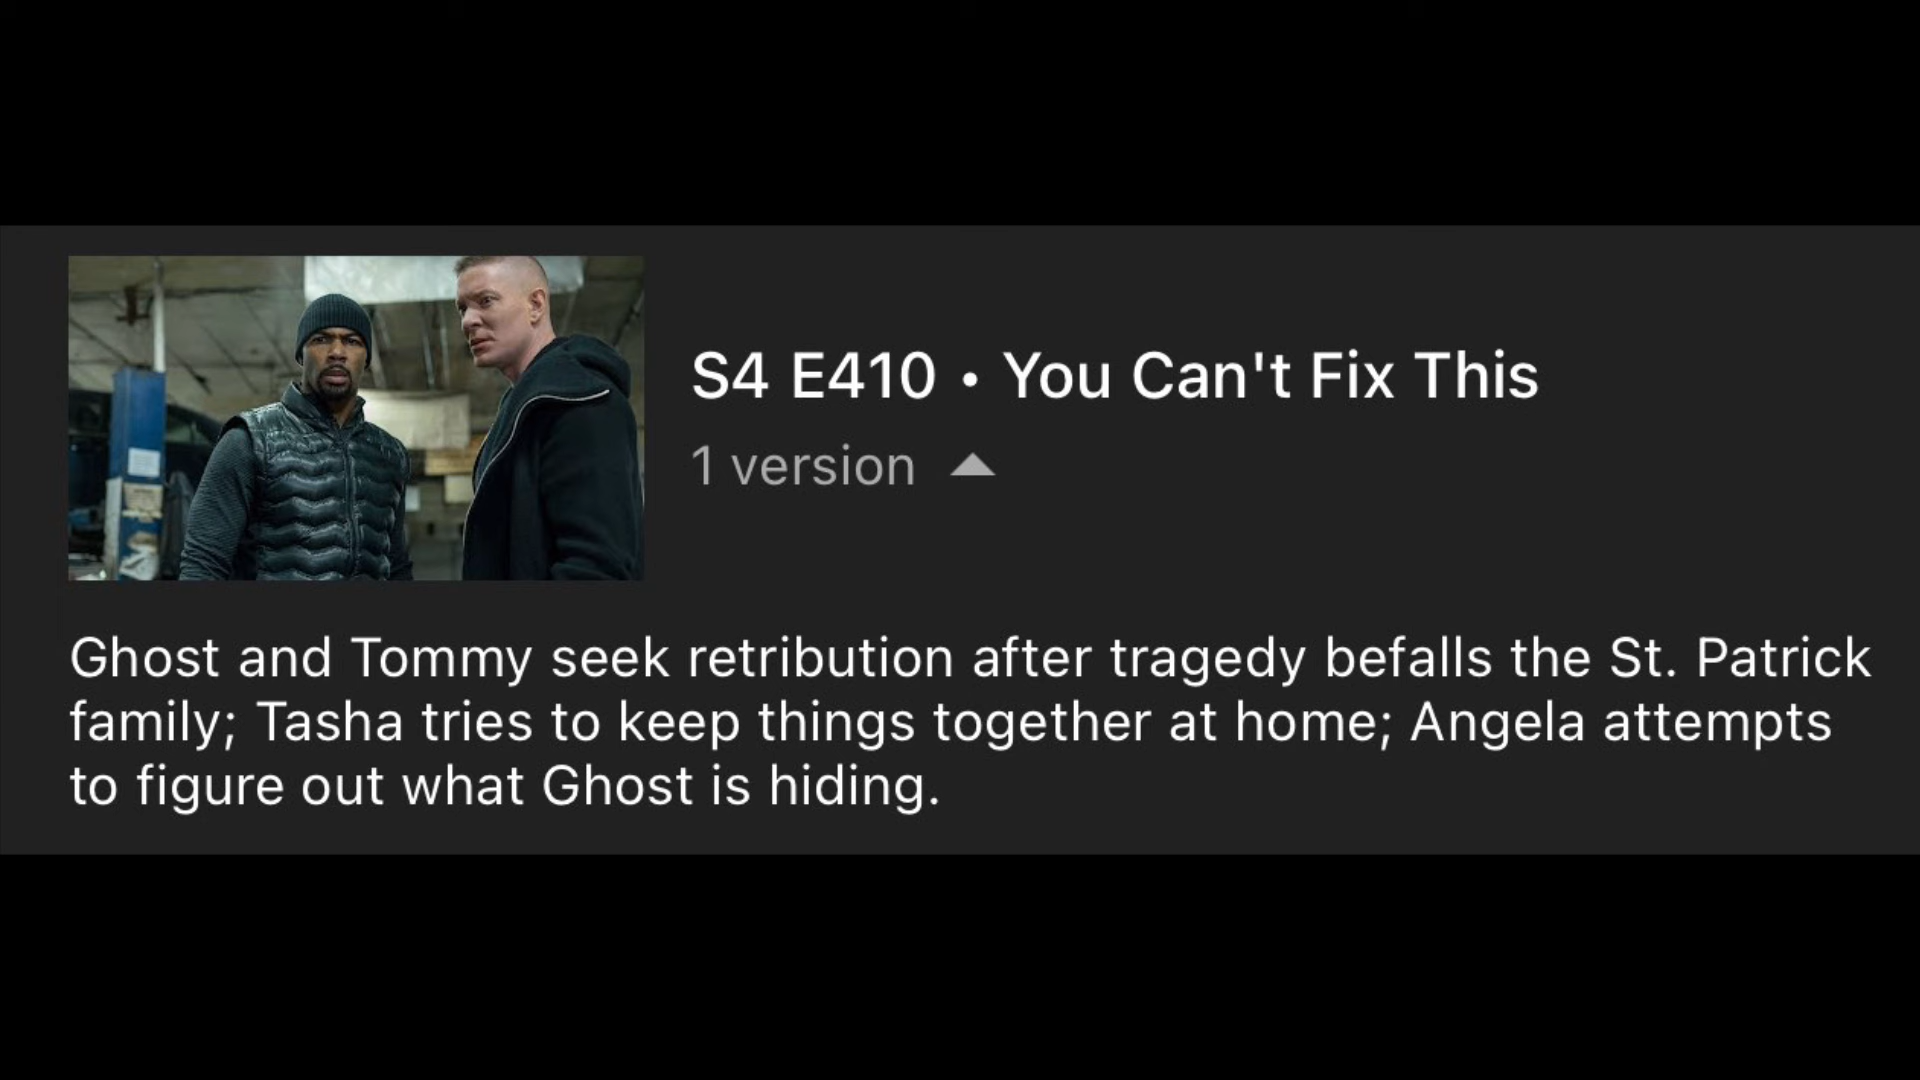 S4 E410 • You Can't Fix This
1 version
Ghost and Tommy seek retribution after tragedy befalls the St. Patrick
family; Tasha tries to keep things together at home; Angela attempts
to figure out what Ghost is hiding.